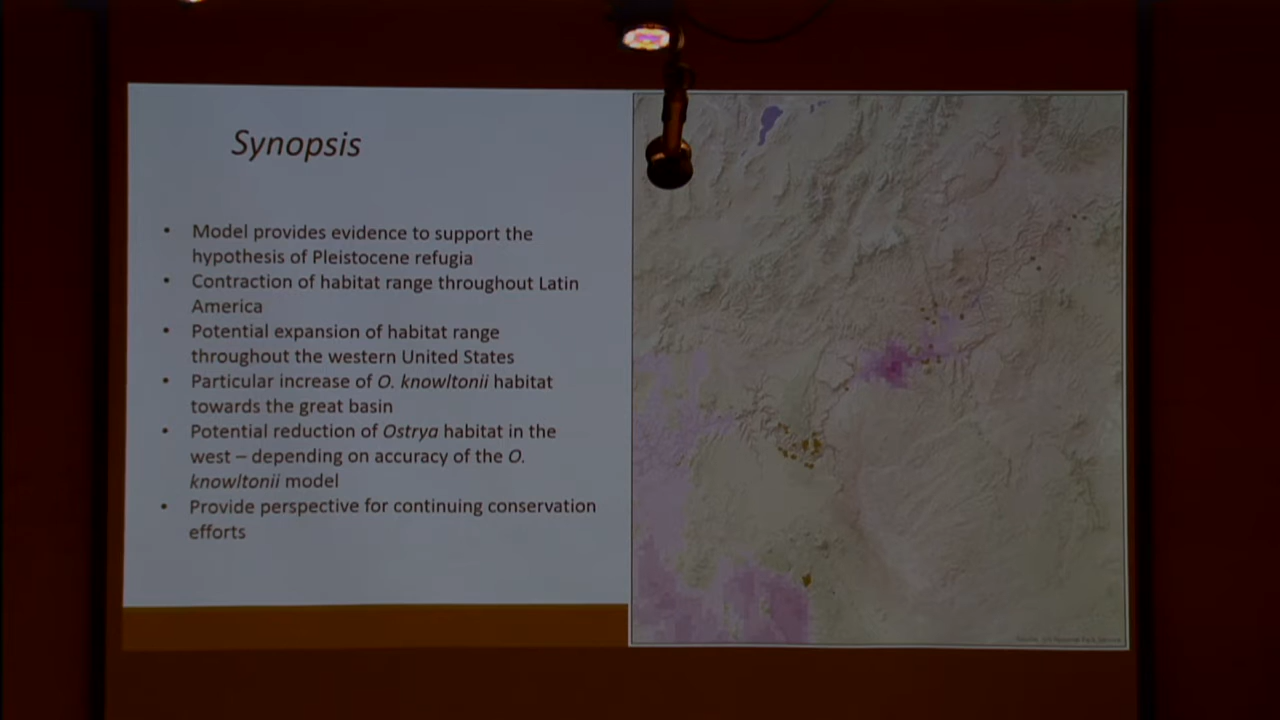 Synopsis
• Model provides evidence to support the
hypothesis of Pleistocene refugia
• Contraction of habitat range throughout Latin
America
• Potential expansion of habitat range
throughout the western United States
• Particular increase of O. knowltonii habitat
towards the great basin
• Potential reduction of Ostrya habitat in the
west – depending on accuracy of the O.
knowltonii model
• Provide perspective for continuing conservation
efforts